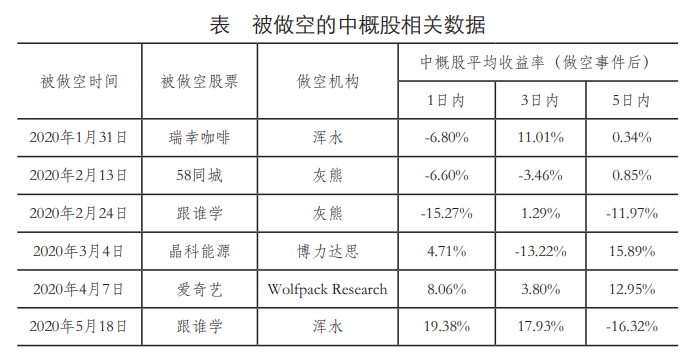 表 被做空的中概股相关数据
被做空时间 被做空股票 做空机构 中概股平均收益率（做空事件后）
1日内 3日内 5日内
2020年1月31日 瑞幸咖啡 浑水 -6.80% 11.01% 0.34%
2020年2月13日 58同城 灰熊 -6.60% -3.46% 0.85%
2020年2月24日 跟谁学 灰熊 -15.27% 1.29% -11.97%
2020年3月4日 晶科能源 博力达思 4.71% -13.22% 15.89%
2020年4月7日 爱奇艺 Wolfpack Research 8.06% 3.80% 12.95%
2020年5月18日 跟谁学 浑水 19.38% 17.93% -16.32%